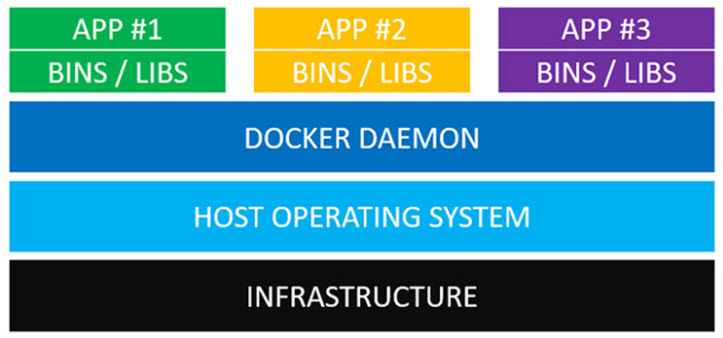 APP #1
BINS / LIBS
APP #2
BINS / LIBS
APP #3
BINS / LIBS
DOCKER DAEMON
HOST OPERATING SYSTEM
INFRASTRUCTURE